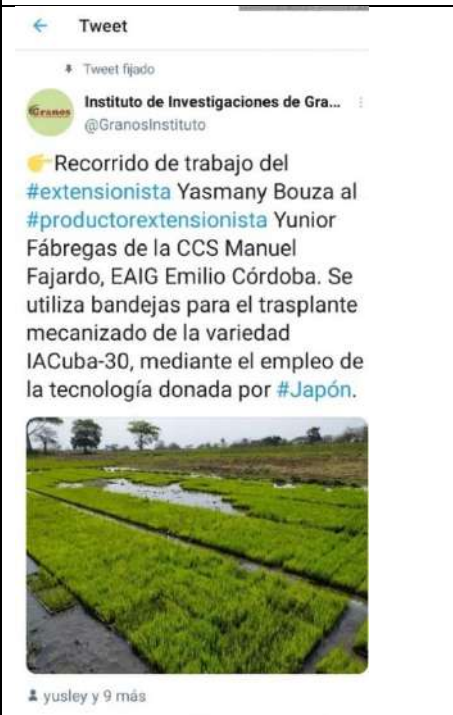 Tweet
Tweet fijado
Granos
Instituto de Investigaciones de Gra...
@GranosInstituto
👉Recorrido de trabajo del
#extensionista Yasmany Bouza al
#productorextensionista Yunior
Fábregas de la CCS Manuel
Fajardo, EAIG Emilio Córdoba. Se
utiliza bandejas para el trasplante
mecanizado de la variedad
IACuba-30, mediante el empleo de
la tecnología donada por #Japón.
yusley y 9 más